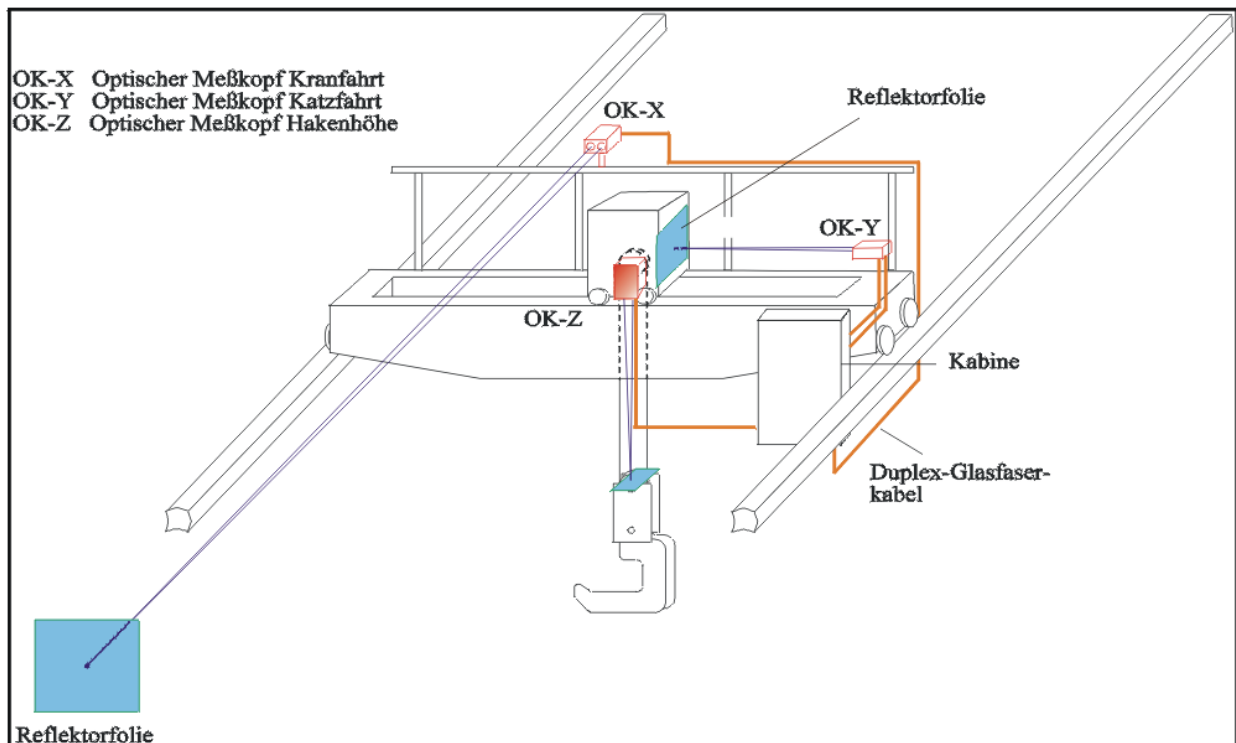 OK-X Optischer Meßkopf Kranfahrt
OK-Y Optischer Meßkopf Katzfahrt
OK-Z Optischer Meßkopf Hakenhöhe
OK-X
Reflektorfolie
OK-Y
OK-Z
Kabine
Duplex-Glasfaser-
kabel
Reflektorfolie